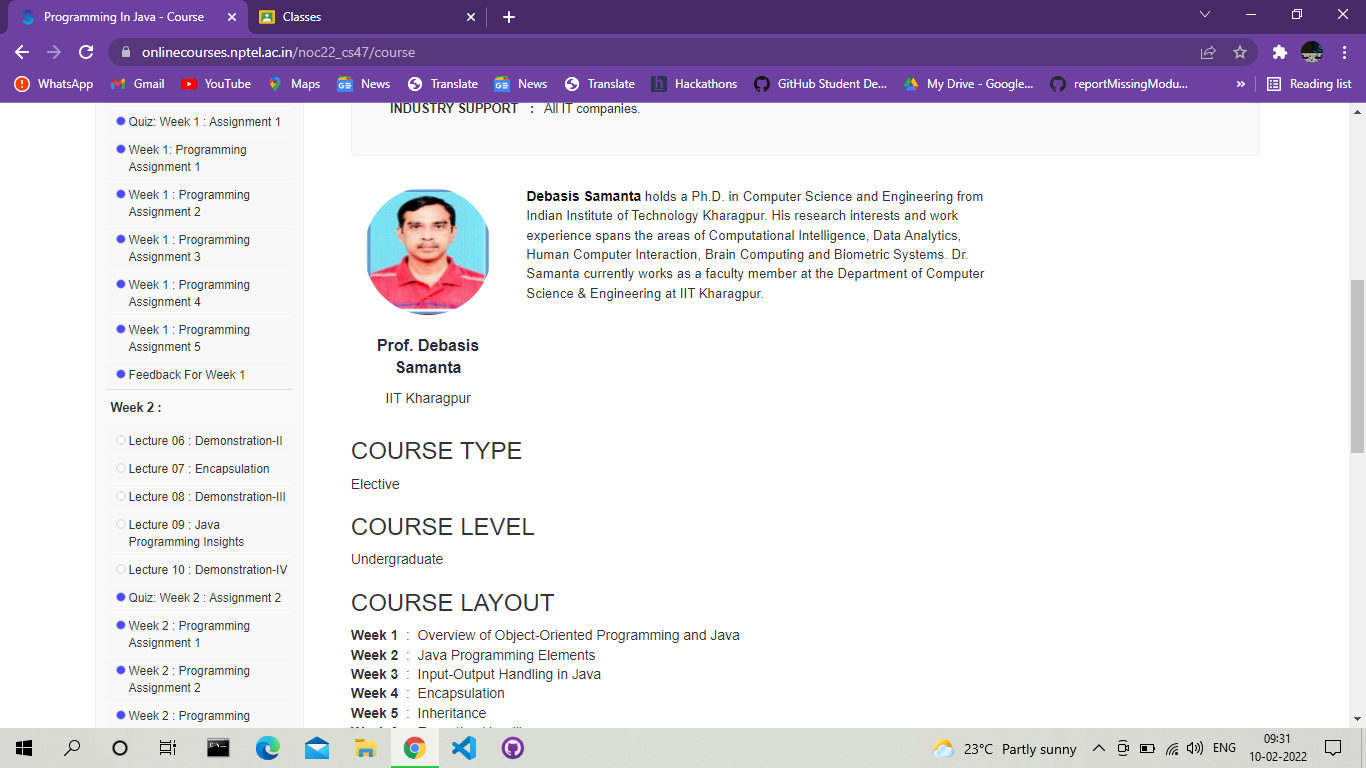 Programming In Java - Course
Classes
onlinecourses.nptel.ac.in/noc22_cs47/course
WhatsApp
Gmail
YouTube
Maps
News
Translate
News
Translate
Hackathons
GitHub Student De...
My Drive - Google...
reportMissingModu...
»
Reading list
Quiz: Week 1 : Assignment 1
Week 1: Programming
Assignment 1
Week 1 : Programming
Assignment 2
Week 1 : Programming
Assignment 3
Week 1 : Programming
Assignment 4
Week 1 : Programming
Assignment 5
Feedback For Week 1
Week 2 :
Lecture 06 : Demonstration-II
Lecture 07 : Encapsulation
Lecture 08 : Demonstration-III
Lecture 09 : Java
Programming Insights
Lecture 10 : Demonstration-IV
Quiz: Week 2 : Assignment 2
Week 2 : Programming
Assignment 1
Week 2 : Programming
Assignment 2
Week 2 : Programming
INDUSTRY SUPPORT : All IT companies.
Debasis Samanta holds a Ph.D. in Computer Science and Engineering from
Indian Institute of Technology Kharagpur. His research interests and work
experience spans the areas of Computational Intelligence, Data Analytics,
Human Computer Interaction, Brain Computing and Biometric Systems. Dr.
Samanta currently works as a faculty member at the Department of Computer
Science & Engineering at IIT Kharagpur.
Prof. Debasis
Samanta
IIT Kharagpur
COURSE TYPE
Elective
COURSE LEVEL
Undergraduate
COURSE LAYOUT
Week 1 : Overview of Object-Oriented Programming and Java
Week 2 : Java Programming Elements
Week 3 : Input-Output Handling in Java
Week 4 : Encapsulation
Week 5 : Inheritance
23°C Partly sunny
ENG
09:31
10-02-2022